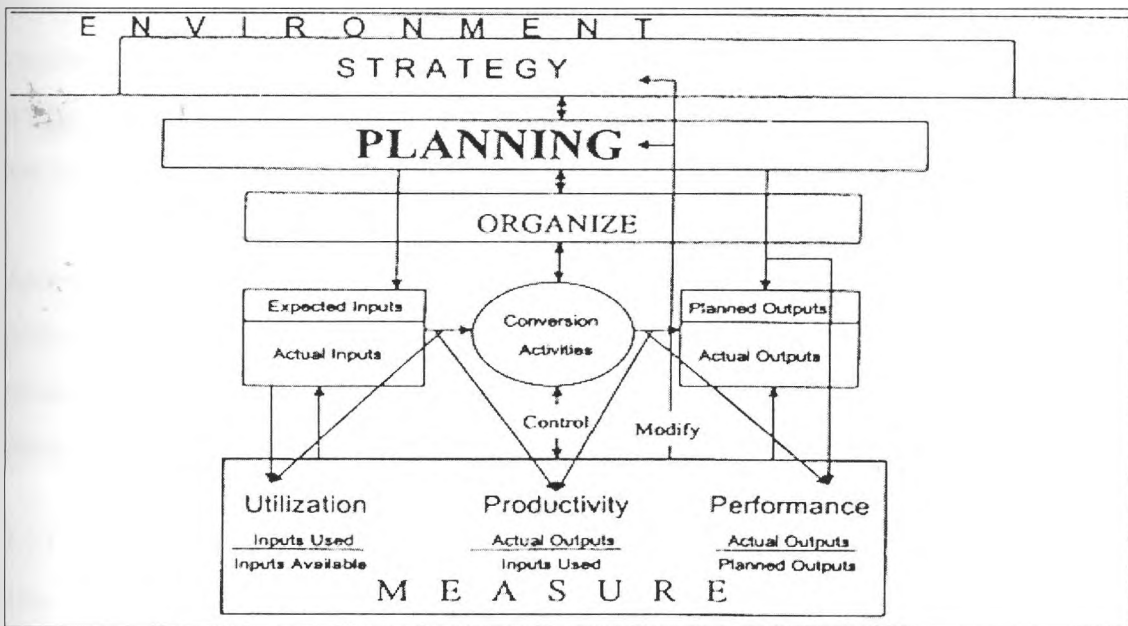 E N V I R O N M E N T
STRATEGY
PLANNING
ORGANIZE
Expected Inputs
Actual Inputs
Conversion
Activities
Planned Outputs
Actual Outputs
Control
Modify
Utilization
Inputs Used
Inputs Available
Productivity
Actual Outputs
Inputs Used
Performance
Actual Outputs
Planned Outputs
M E A S U R E